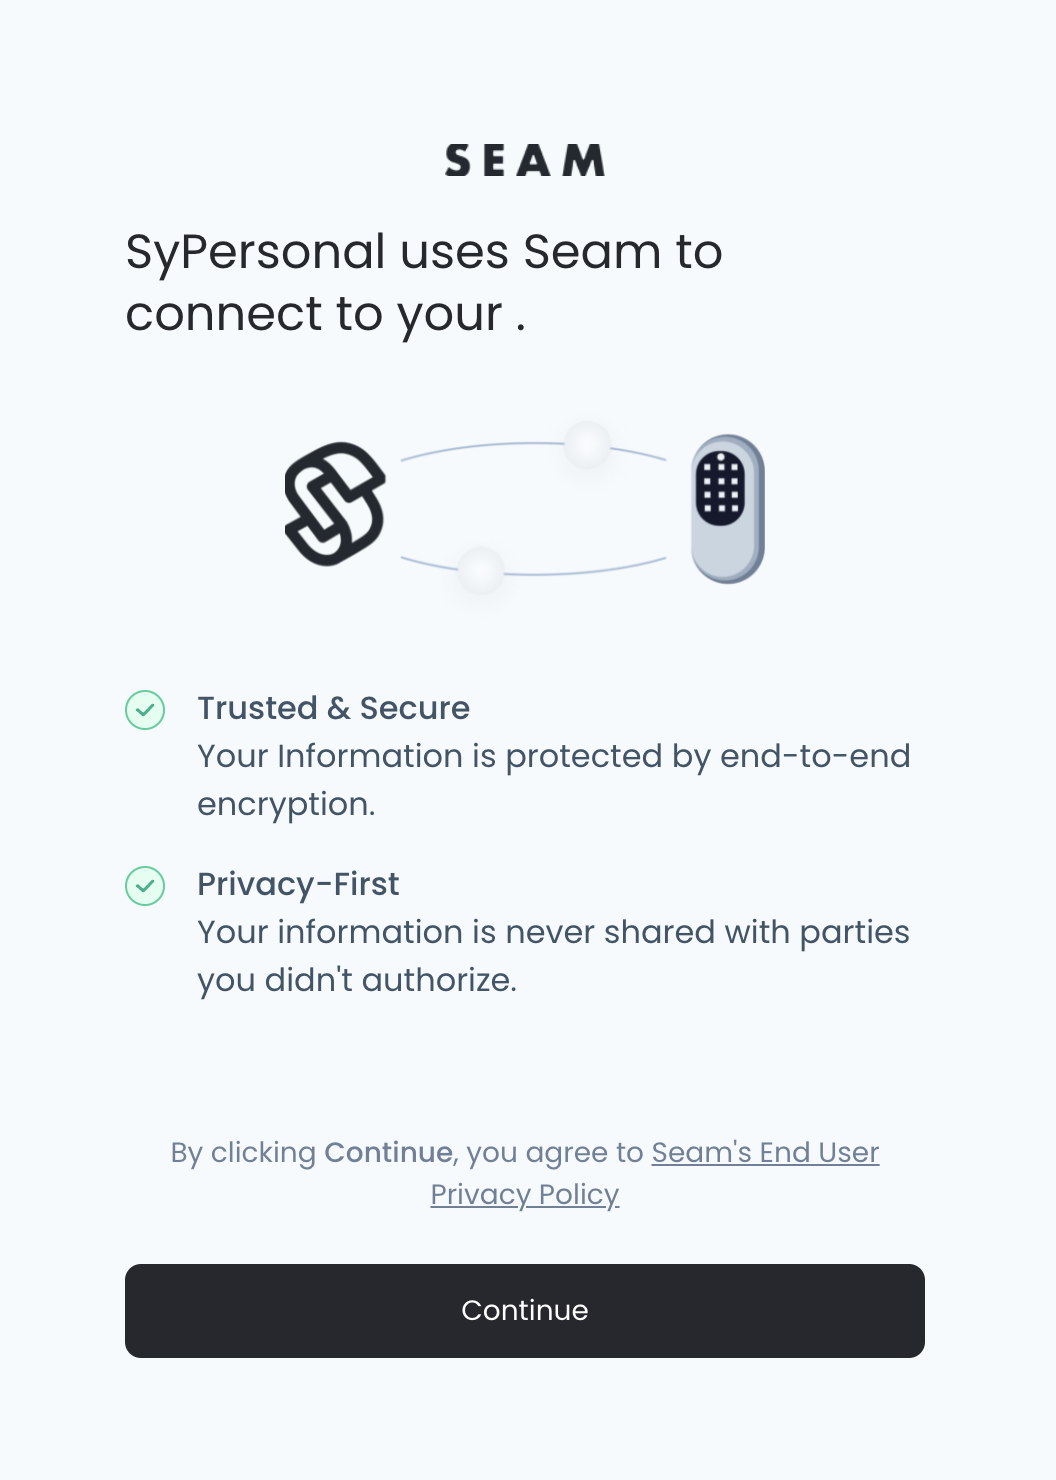 SEAM
SyPersonal uses Seam to
connect to your .
Trusted & Secure
Your Information is protected by end-to-end
encryption.
Privacy-First
Your information is never shared with parties
you didn't authorize.
By clicking Continue, you agree to Seam's End User
Privacy Policy
Continue